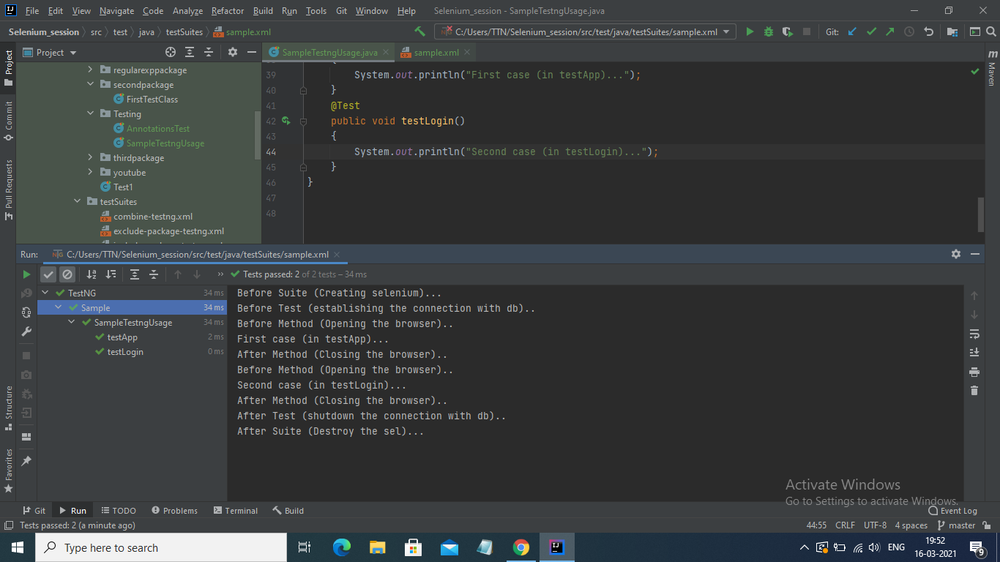 File Edit View Navigate Code Analyze Refactor Build Run Tools Git Window Help Selenium_session - SampleTestngUsage.java
Selenium_session src test java testSuites sample.xml C:/Users/TTN/Selenium_session/src/test/java/testSuites/sample.xml Git:
Project SampleTestngUsage.java sample.xml
Project
Commit
Pull Requests
Structure
Favorites
Maven
regularexppackage
secondpackage
FirstTestClass
Testing
AnnotationsTest
SampleTestngUsage
thirdpackage
youtube
Test1
testSuites
combine-testng.xml
exclude-package-testng.xml
{
39 System.out.println("First case (in testApp)...");
40 }
41 @Test
42 public void testLogin()
43 {
44 System.out.println("Second case (in testLogin)...");
45 }
46 }
47
48
Run: C:/Users/TTN/Selenium_session/src/test/java/testSuites/sample.xml
Tests passed: 2 of 2 tests – 34 ms
TestNG 34 ms
Sample 34 ms
SampleTestngUsage 34 ms
testApp 2 ms
testLogin 0 ms
Before Suite (Creating selenium)...
Before Test (establishing the connection with db)..
Before Method (Opening the browser)..
First case (in testApp)...
After Method (Closing the browser)..
Before Method (Opening the browser)..
Second case (in testLogin)...
After Method (Closing the browser)..
After Test (shutdown the connection with db)..
After Suite (Destroy the sel)...
Activate Windows
Go to Settings to activate Windows.
Git Run TODO Problems Terminal Build Event Log
Tests passed: 2 (a minute ago) 44:55 CRLF UTF-8 4 spaces master
Type here to search ENG 19:52
16-03-2021 9